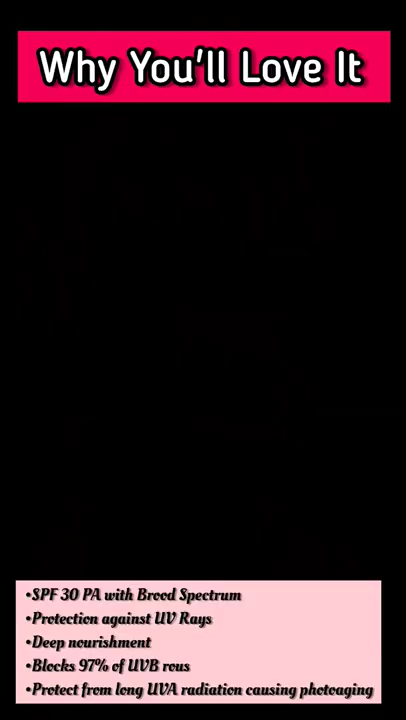 Why You'll Love It
•SPF 30 PA with Brood Spectrum
•Protection against UV Rays
•Deep nourishment
•Blocks 97% of UVB rous
•Protect from long UVA radiation causing photoaging